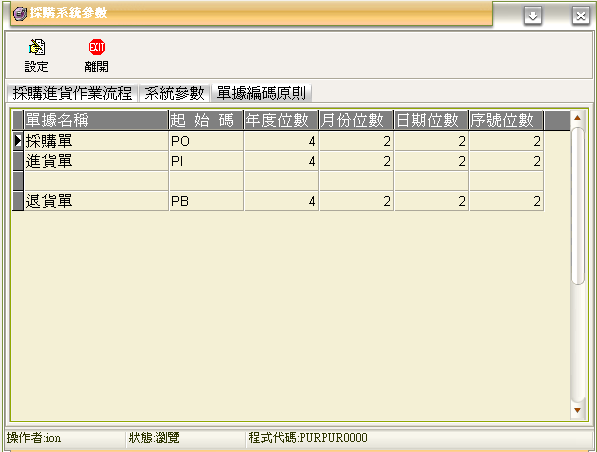 採購系統參數
設定 離開
採購進貨作業流程 系統參數 單據編碼原則
單據名稱 起 始 碼 年度位數 月份位數 日期位數 序號位數
採購單 PO 4 2 2 2
進貨單 PI 4 2 2 2
退貨單 PB 4 2 2 2
操作者:ion 狀態:瀏覽 程式代碼:PURPUR0000